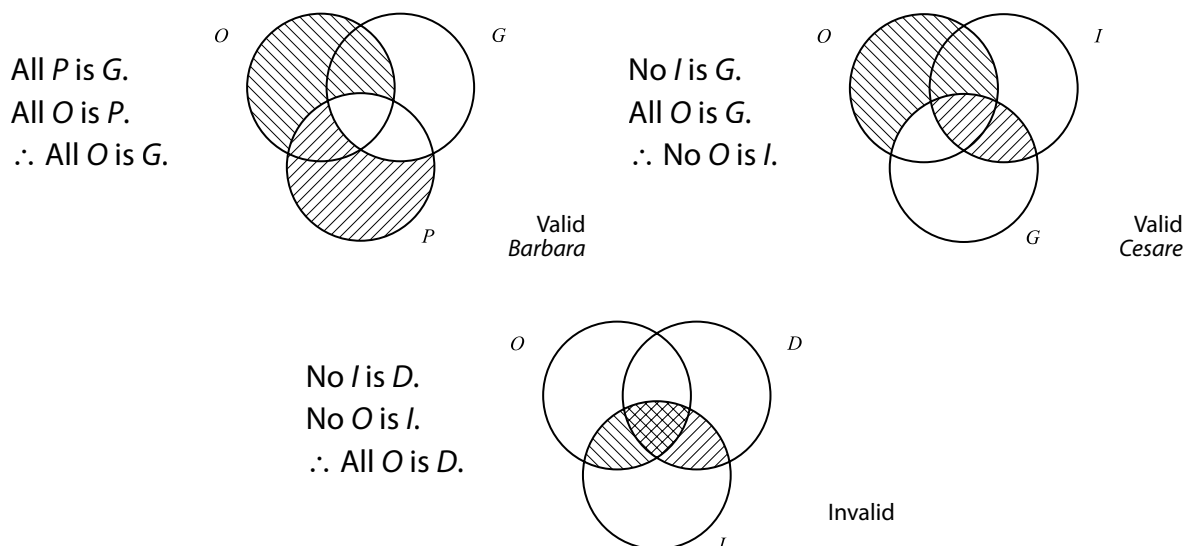 O
G
All P is G.
All O is P.
∴ All O is G.
P
Valid
Barbara
O
I
No I is G.
All O is G.
∴ No O is I.
G
Valid
Cesare
O
D
No I is D.
No O is I.
∴ All O is D.
I
Invalid